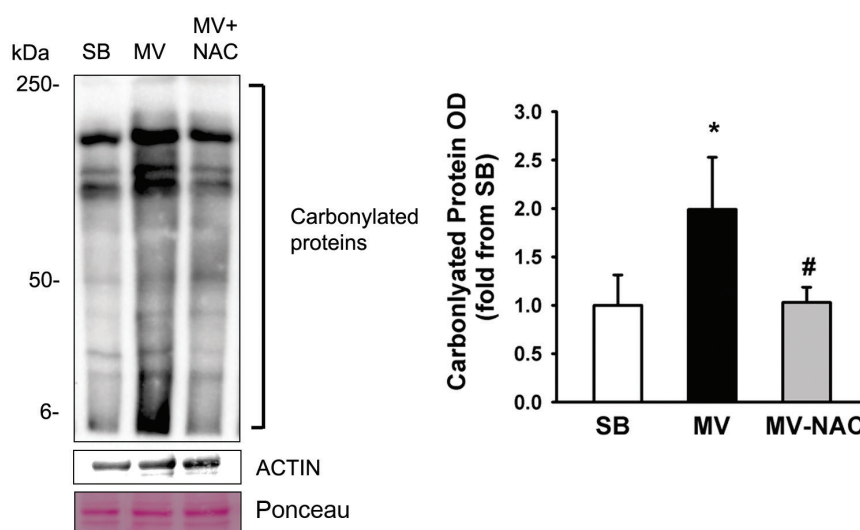 MV+
kDa SB MV NAC
250-
50-
6-
Carbonylated
proteins
ACTIN
Ponceau
Carbonlyated Protein OD
(fold from SB)
3.0
2.5
2.0
1.5
1.0
0.5
0.0
*
#
SB MV MV-NAC